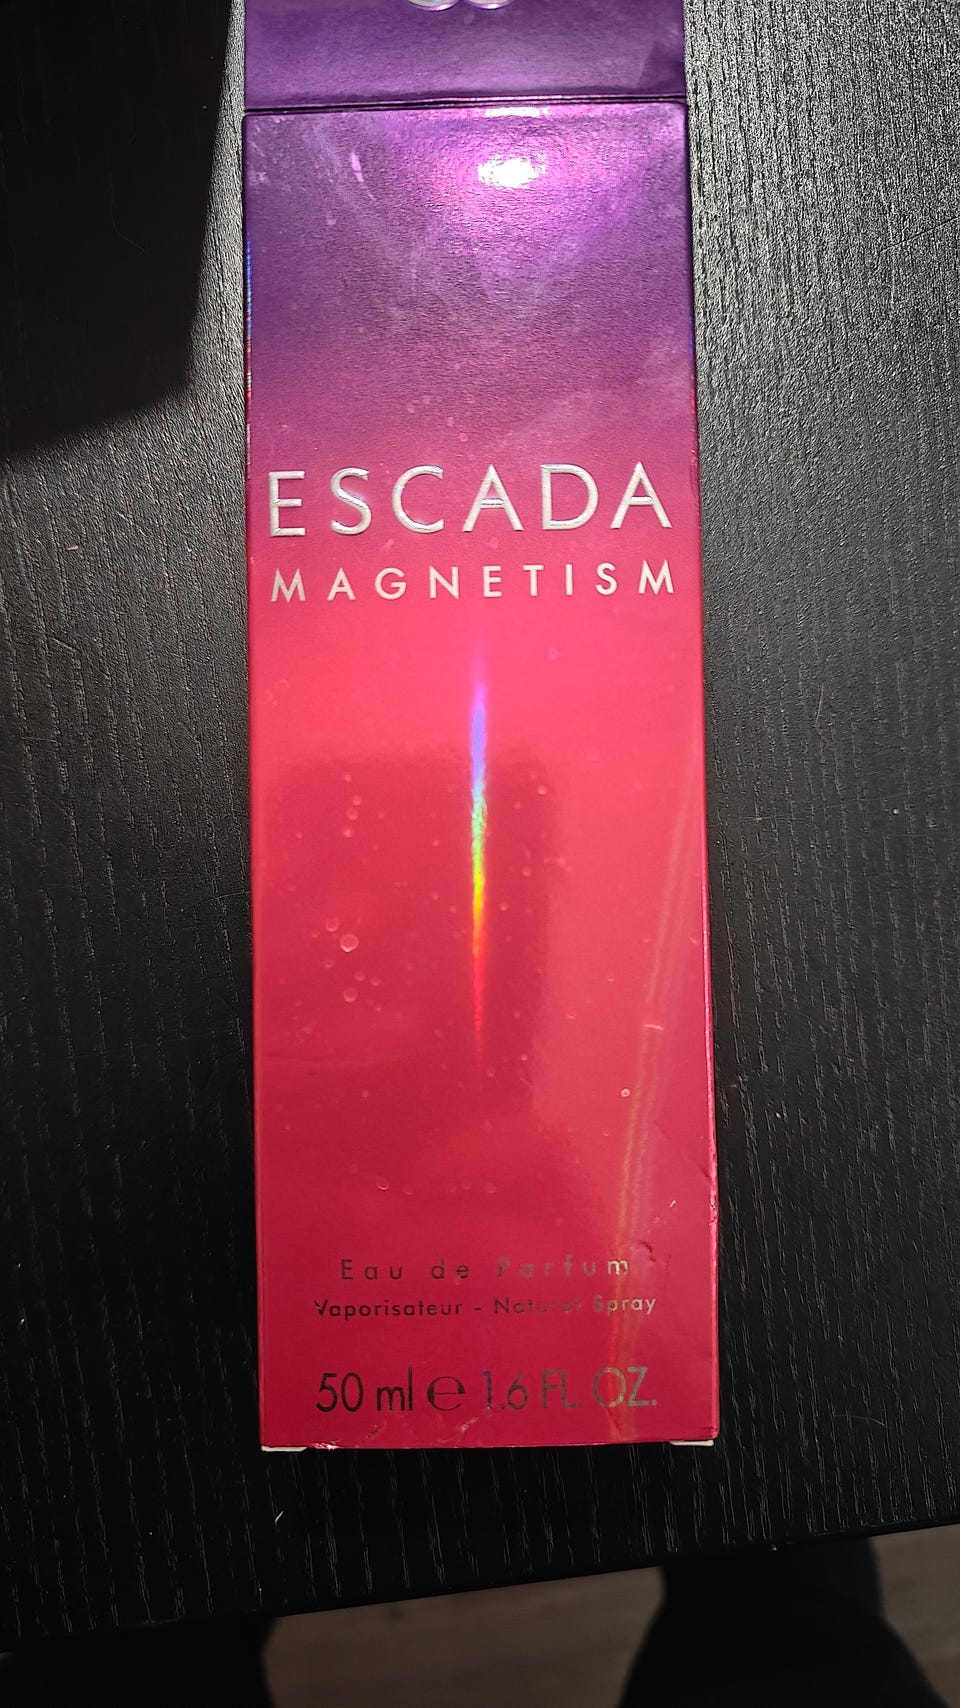 ESCADA
MAGNETISM
Eau de Parfum
Vaporisateur - Natural Spray
50 ml ℮ 1.6 FL. OZ.